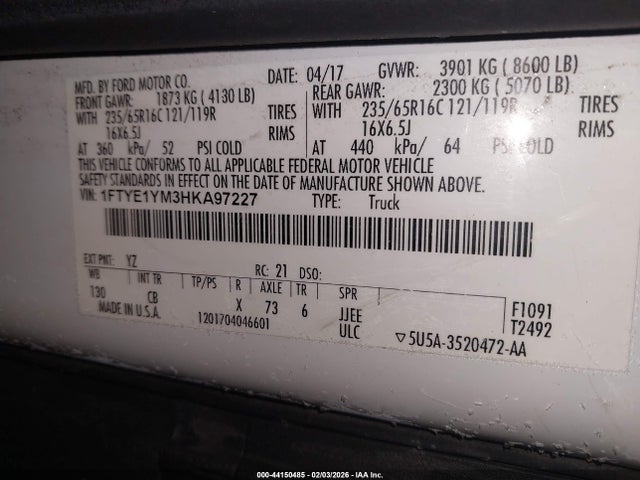 MFD. BY FORD MOTOR CO.
DATE: 04/17 GVWR: 3901 KG ( 8600 LB)
FRONT GAWR: 1873 KG ( 4130 LB) REAR GAWR: 2300 KG ( 5070 LB)
WITH 235/65R16C 121/119R TIRES WITH 235/65R16C 121/119R TIRES
16X6.5J RIMS 16X6.5J RIMS
AT 360 kPa/ 52 PSI COLD AT 440 kPa/ 64 PSI COLD
THIS VEHICLE CONFORMS TO ALL APPLICABLE FEDERAL MOTOR VEHICLE
SAFETY STANDARDS IN EFFECT ON THE DATE OF MANUFACTURE SHOWN ABOVE.
VIN: 1FTYE1YM3HKA97227 TYPE: Truck
EXT PNT: YZ RC: 21 DSO:
WB INT TR TP/PS R AXLE TR SPR
130 CB X 73 6 JJEE F1091
MADE IN U.S.A. 1201704046601 ULC T2492
▽5U5A-3520472-AA
000-44150485 - 02/03/2026 - IAA Inc.